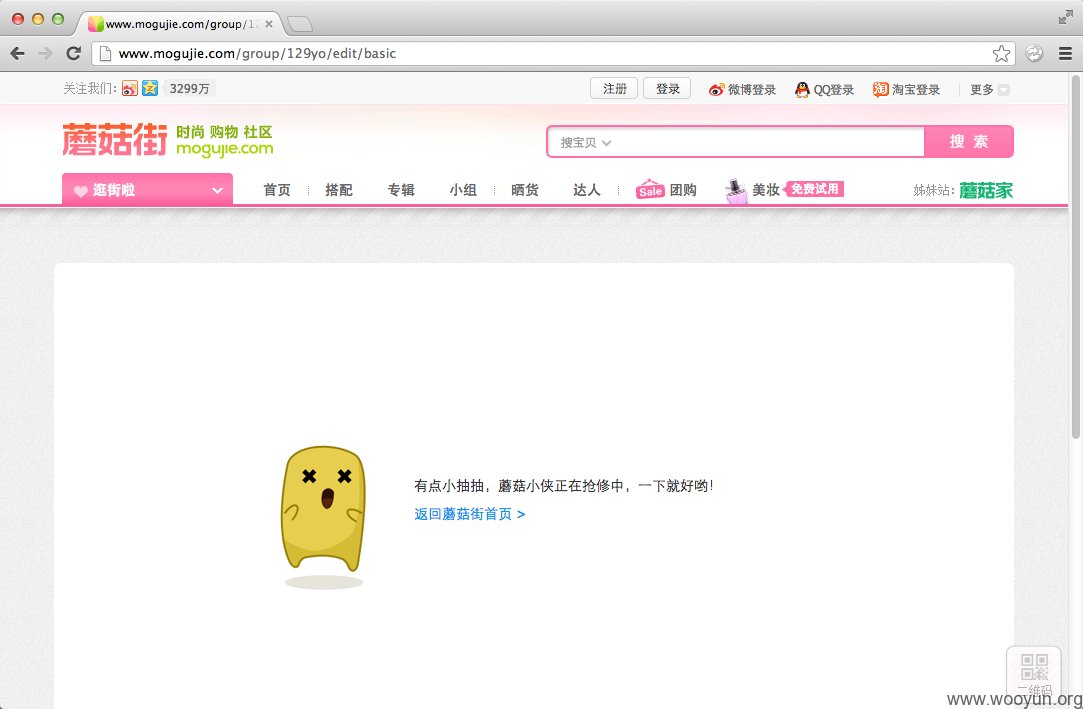 www.mogujie.com/group/12
www.mogujie.com/group/129yo/edit/basic
关注我们: 3299万 注册 登录 微博登录 QQ登录 淘宝登录 更多
蘑菇街 时尚 购物 社区
mogujie.com
搜宝贝 搜 索
逛街啦 首页 搭配 专辑 小组 晒货 达人 Sale 团购 美妆 免费试用 姊妹站: 蘑菇家
有点小抽抽，蘑菇小侠正在抢修中，一下就好哟!
返回蘑菇街首页 >
二维码
www.wooyun.org